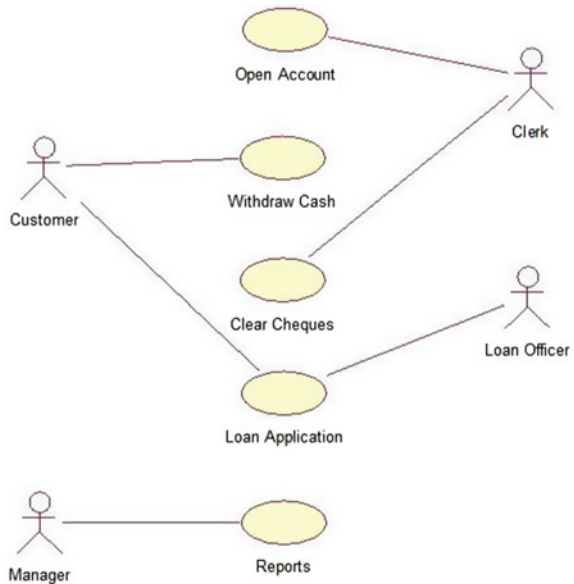 Open Account
Clerk
Withdraw Cash
Customer
Clear Cheques
Loan Officer
Loan Application
Manager
Reports